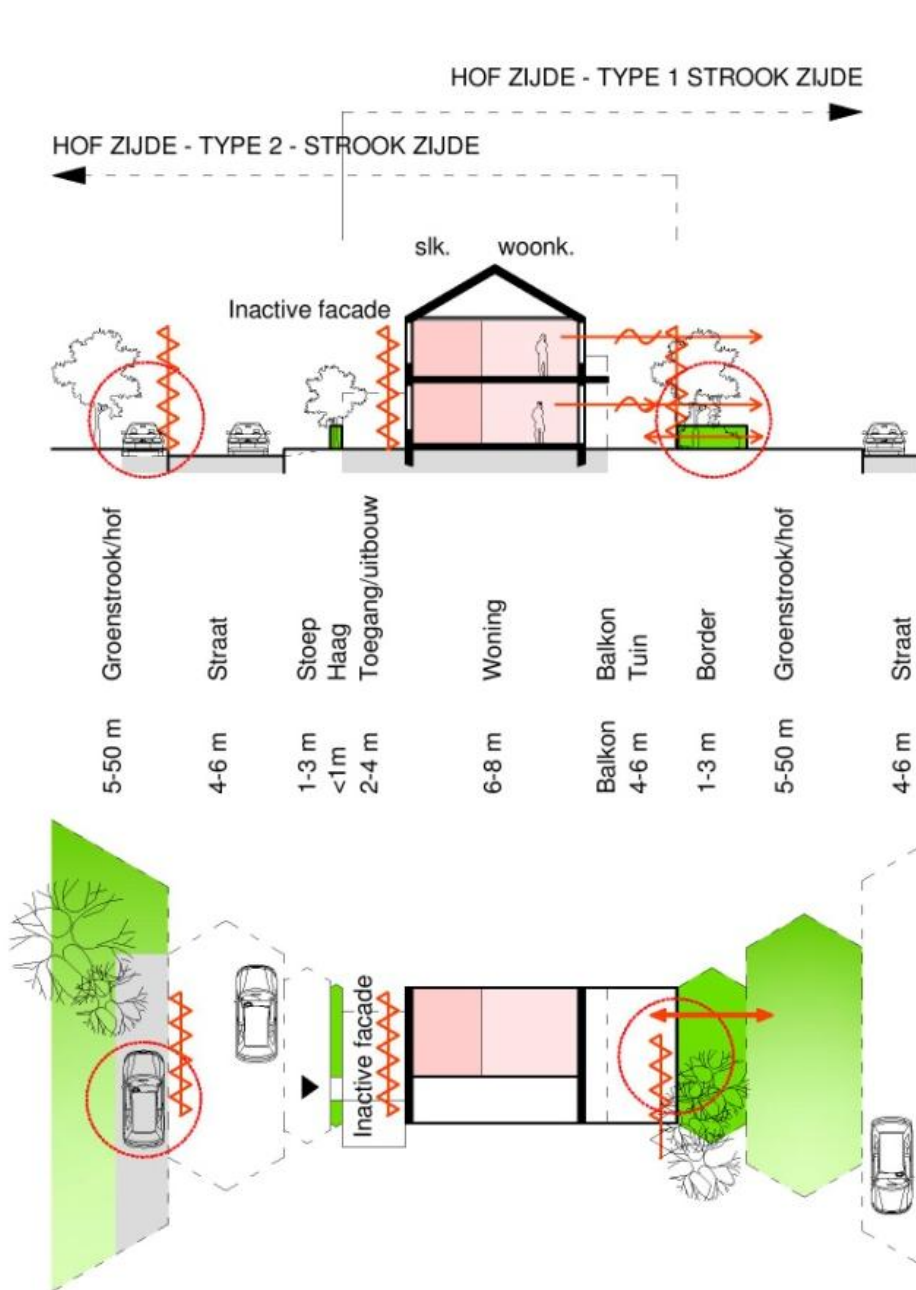 HOF ZIJDE - TYPE 1 STROOK ZIJDE
HOF ZIJDE - TYPE 2 - STROOK ZIJDE
slk.
woonk.
Inactive facade
Groenstrook/hof
Straat
Stoep
Haag
Toegang/uitbouw
Woning
Balkon
Tuin
Border
Groenstrook/hof
Straat
5-50 m
4-6 m
1-3 m
<1m
2-4 m
6-8 m
Balkon
4-6 m
1-3 m
5-50 m
4-6 m
Inactive facade